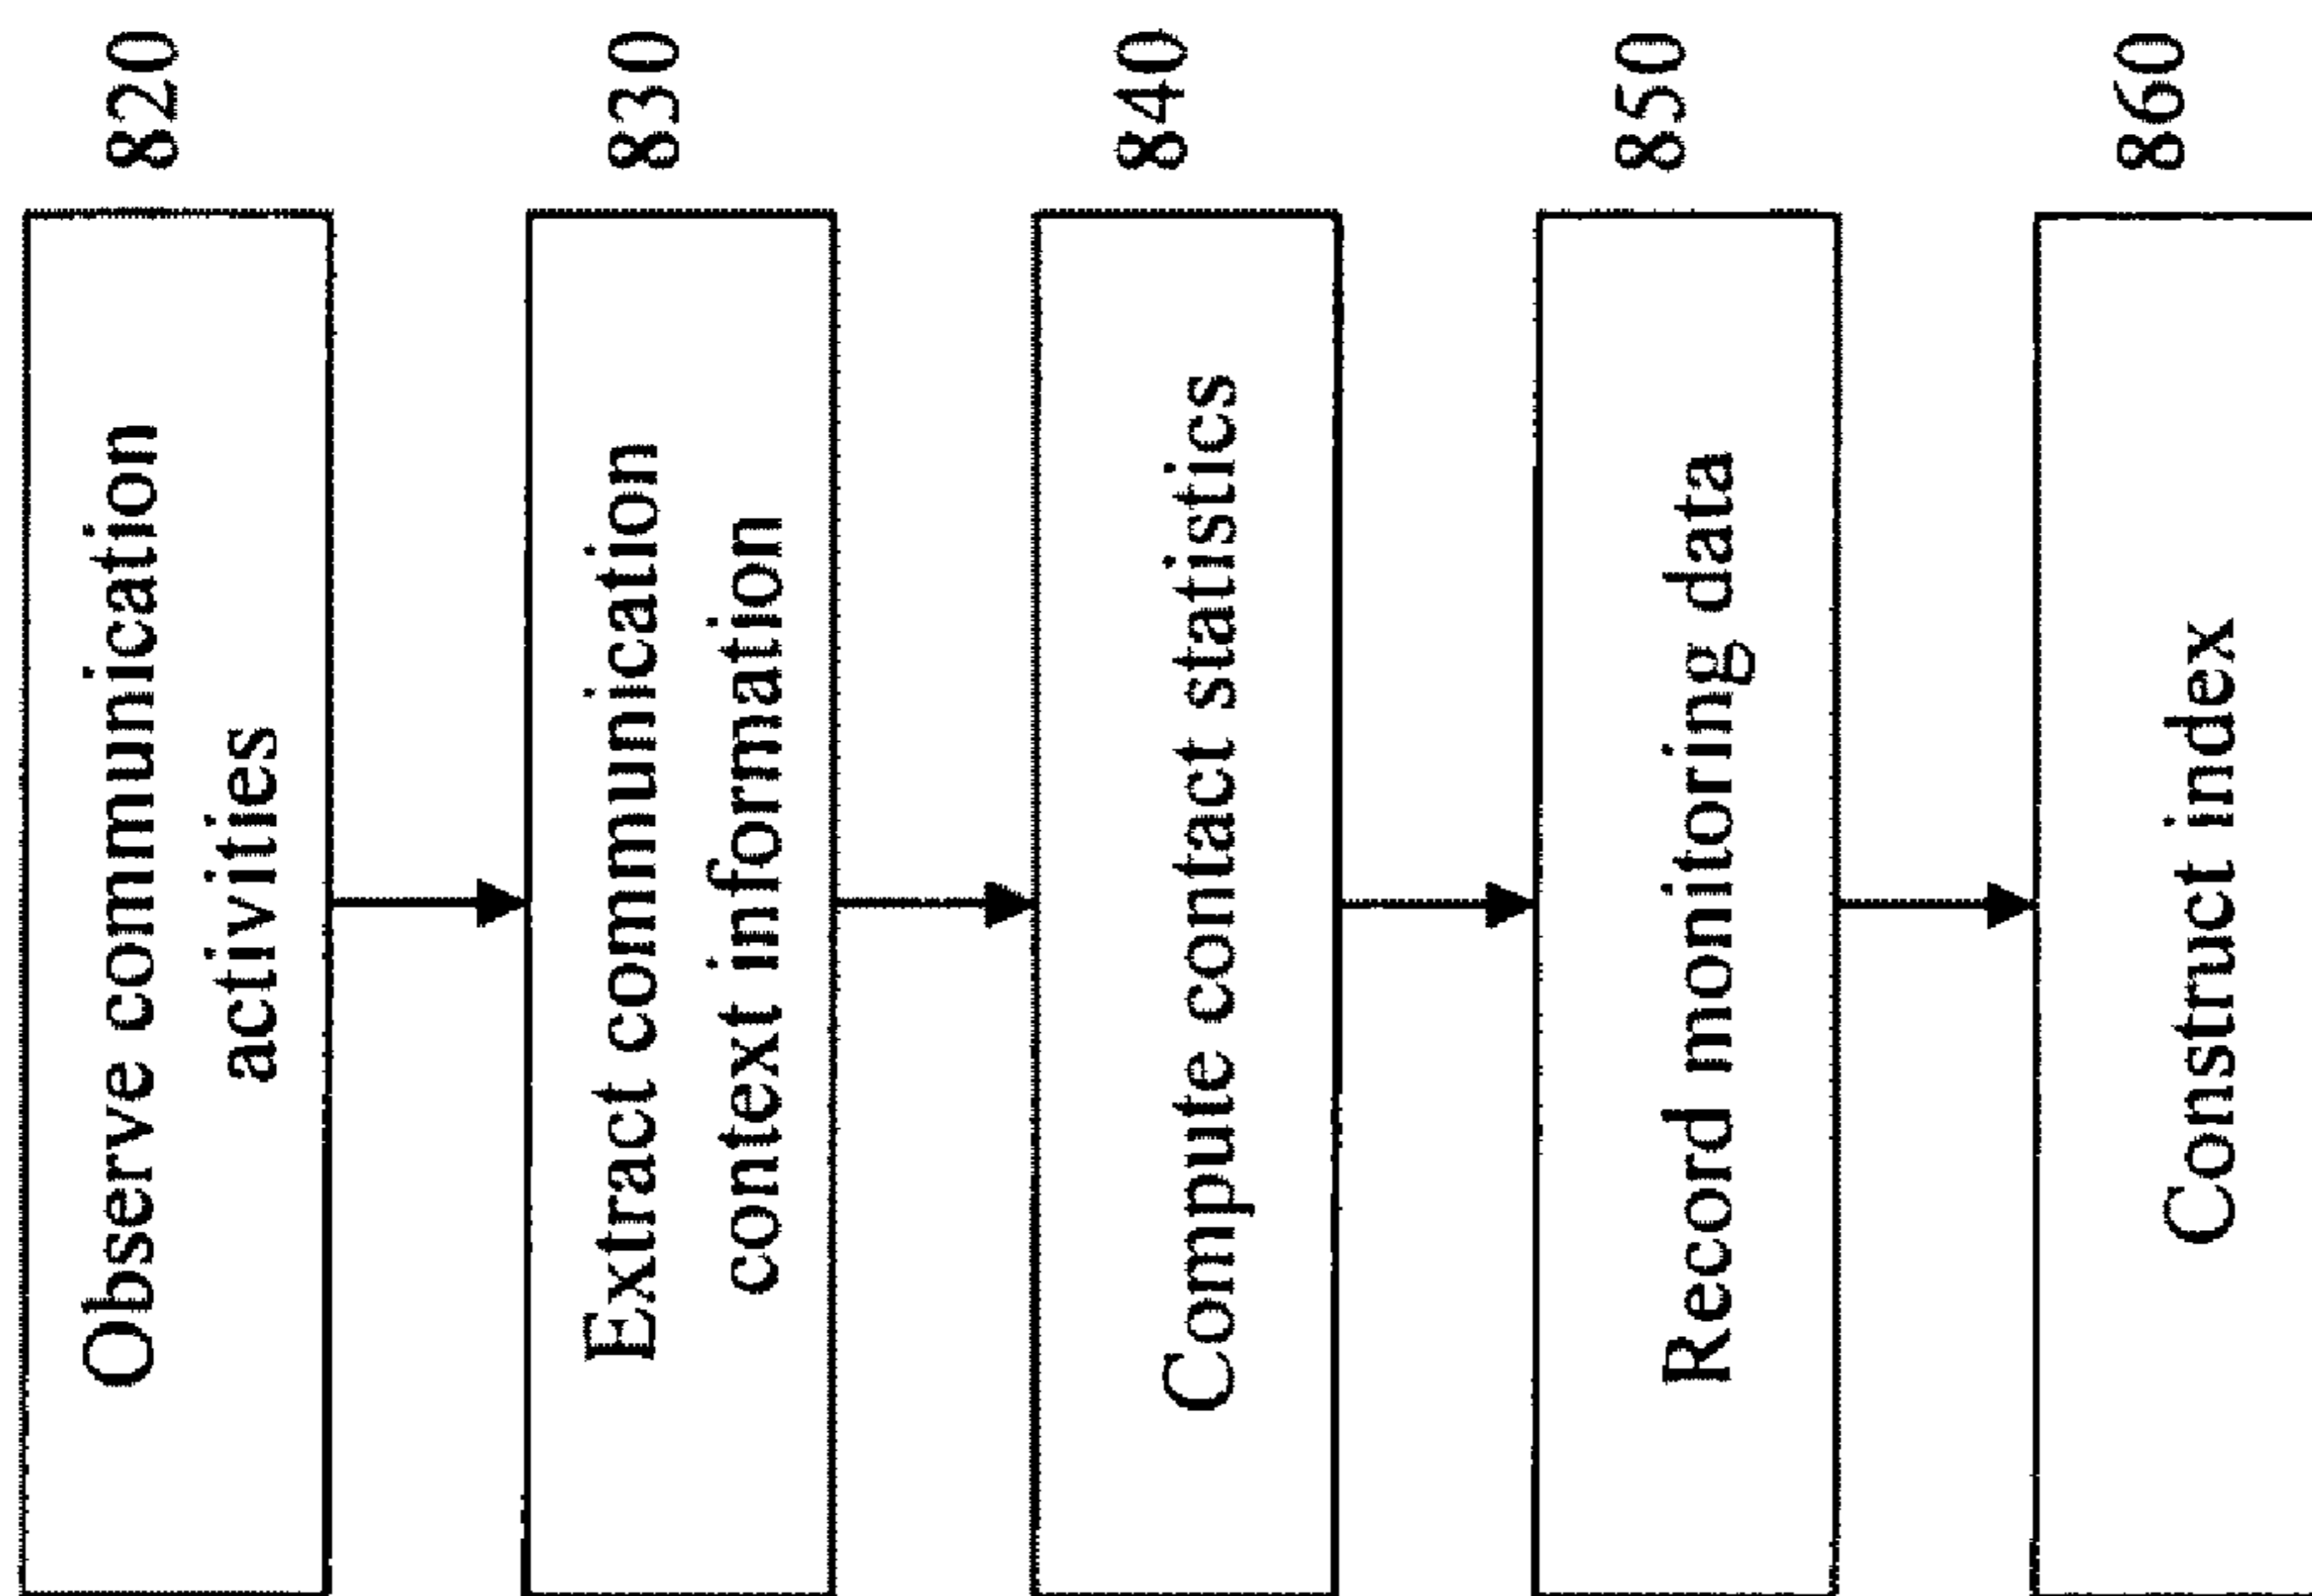 Observe communication
activities
820
Extract communication
context information
830
Compute contact statistics
840
Record monitoring data
850
Construct index
860